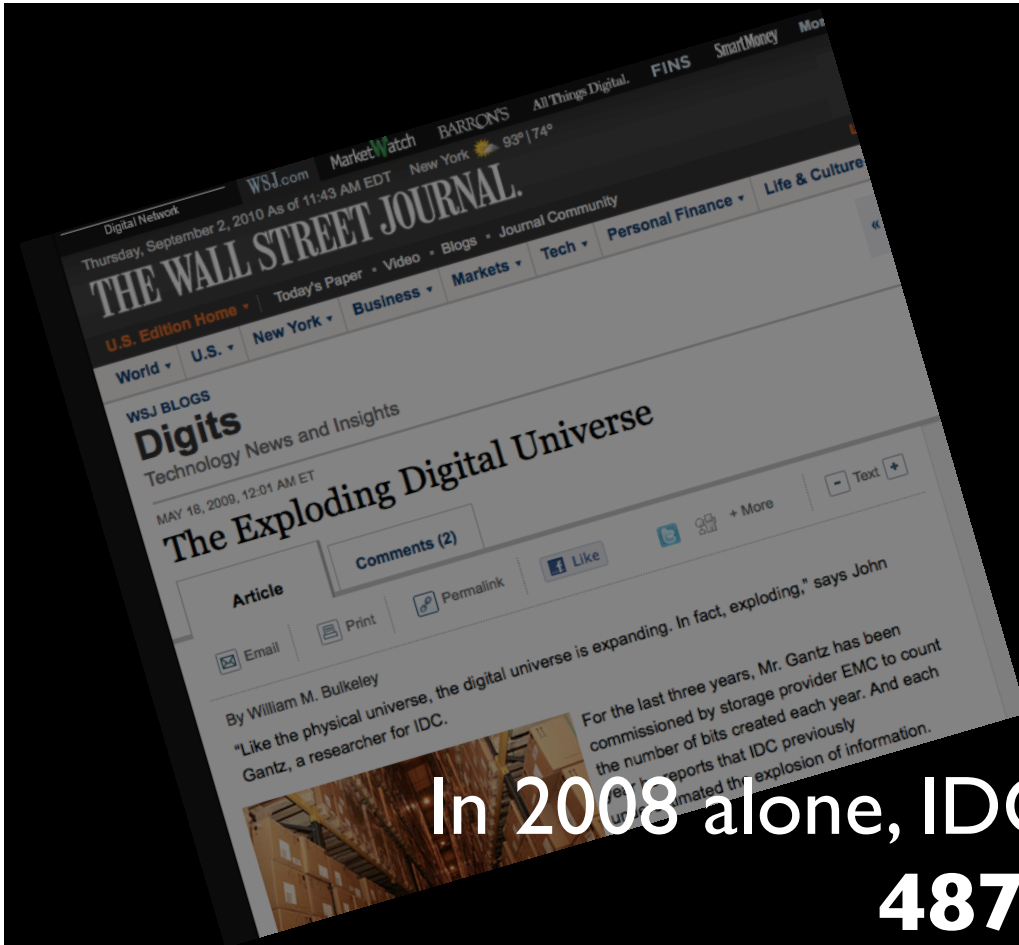 Digital Network
WSJ.com
MarketWatch
BARRON'S
All Things Digital.
FINS
SmartMoney
Mor
Thursday, September 2, 2010 As of 11:43 AM EDT New York 93º | 74º
THE WALL STREET JOURNAL.
U.S. Edition Home Today's Paper • Video • Blogs • Journal Community
World U.S. New York Business Markets Tech Personal Finance Life & Culture
«
WSJ BLOGS
Digits
Technology News and Insights
MAY 18, 2009, 12:01 AM ET
The Exploding Digital Universe
Article
Comments (2)
Email
Print
Permalink
Like
+ More
- Text +
By William M. Bulkeley
"Like the physical universe, the digital universe is expanding. In fact, exploding," says John
Gantz, a researcher for IDC.
For the last three years, Mr. Gantz has been
commissioned by storage provider EMC to count
the number of bits created each year. And each
year he reports that IDC previously
the explosion of information.
In 2008 alone, IDC
487